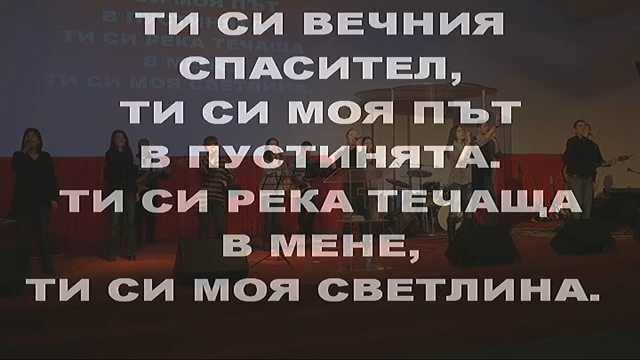 ТИ СИ ВЕЧНИЯ
СПАСИТЕЛ,
ТИ СИ МОЯ ПЪТ
В ПУСТИНЯТА.
ТИ СИ РЕКА ТЕЧАЩА
В МЕНЕ,
ТИ СИ МОЯ СВЕТЛИНА.